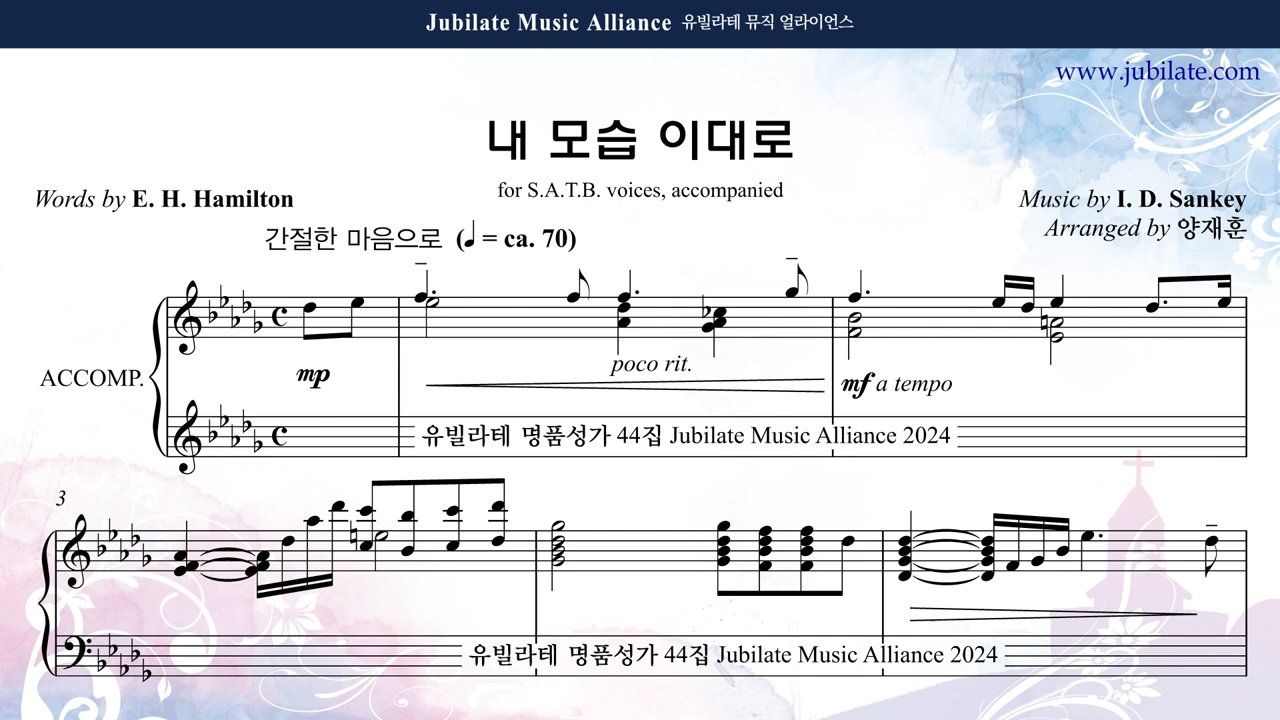 Jubilate Music Alliance 유빌라테 뮤직 얼라이언스
www.jubilate.com
내 모습 이대로
for S.A.T.B. voices, accompanied
Words by E. H. Hamilton
Music by I. D. Sankey
Arranged by 양재훈
간절한 마음으로 (♩ = ca. 70)
ACCOMP.
mp
poco rit.
mf a tempo
유빌라테 명품성가 44집 Jubilate Music Alliance 2024
3
유빌라테 명품성가 44집 Jubilate Music Alliance 2024